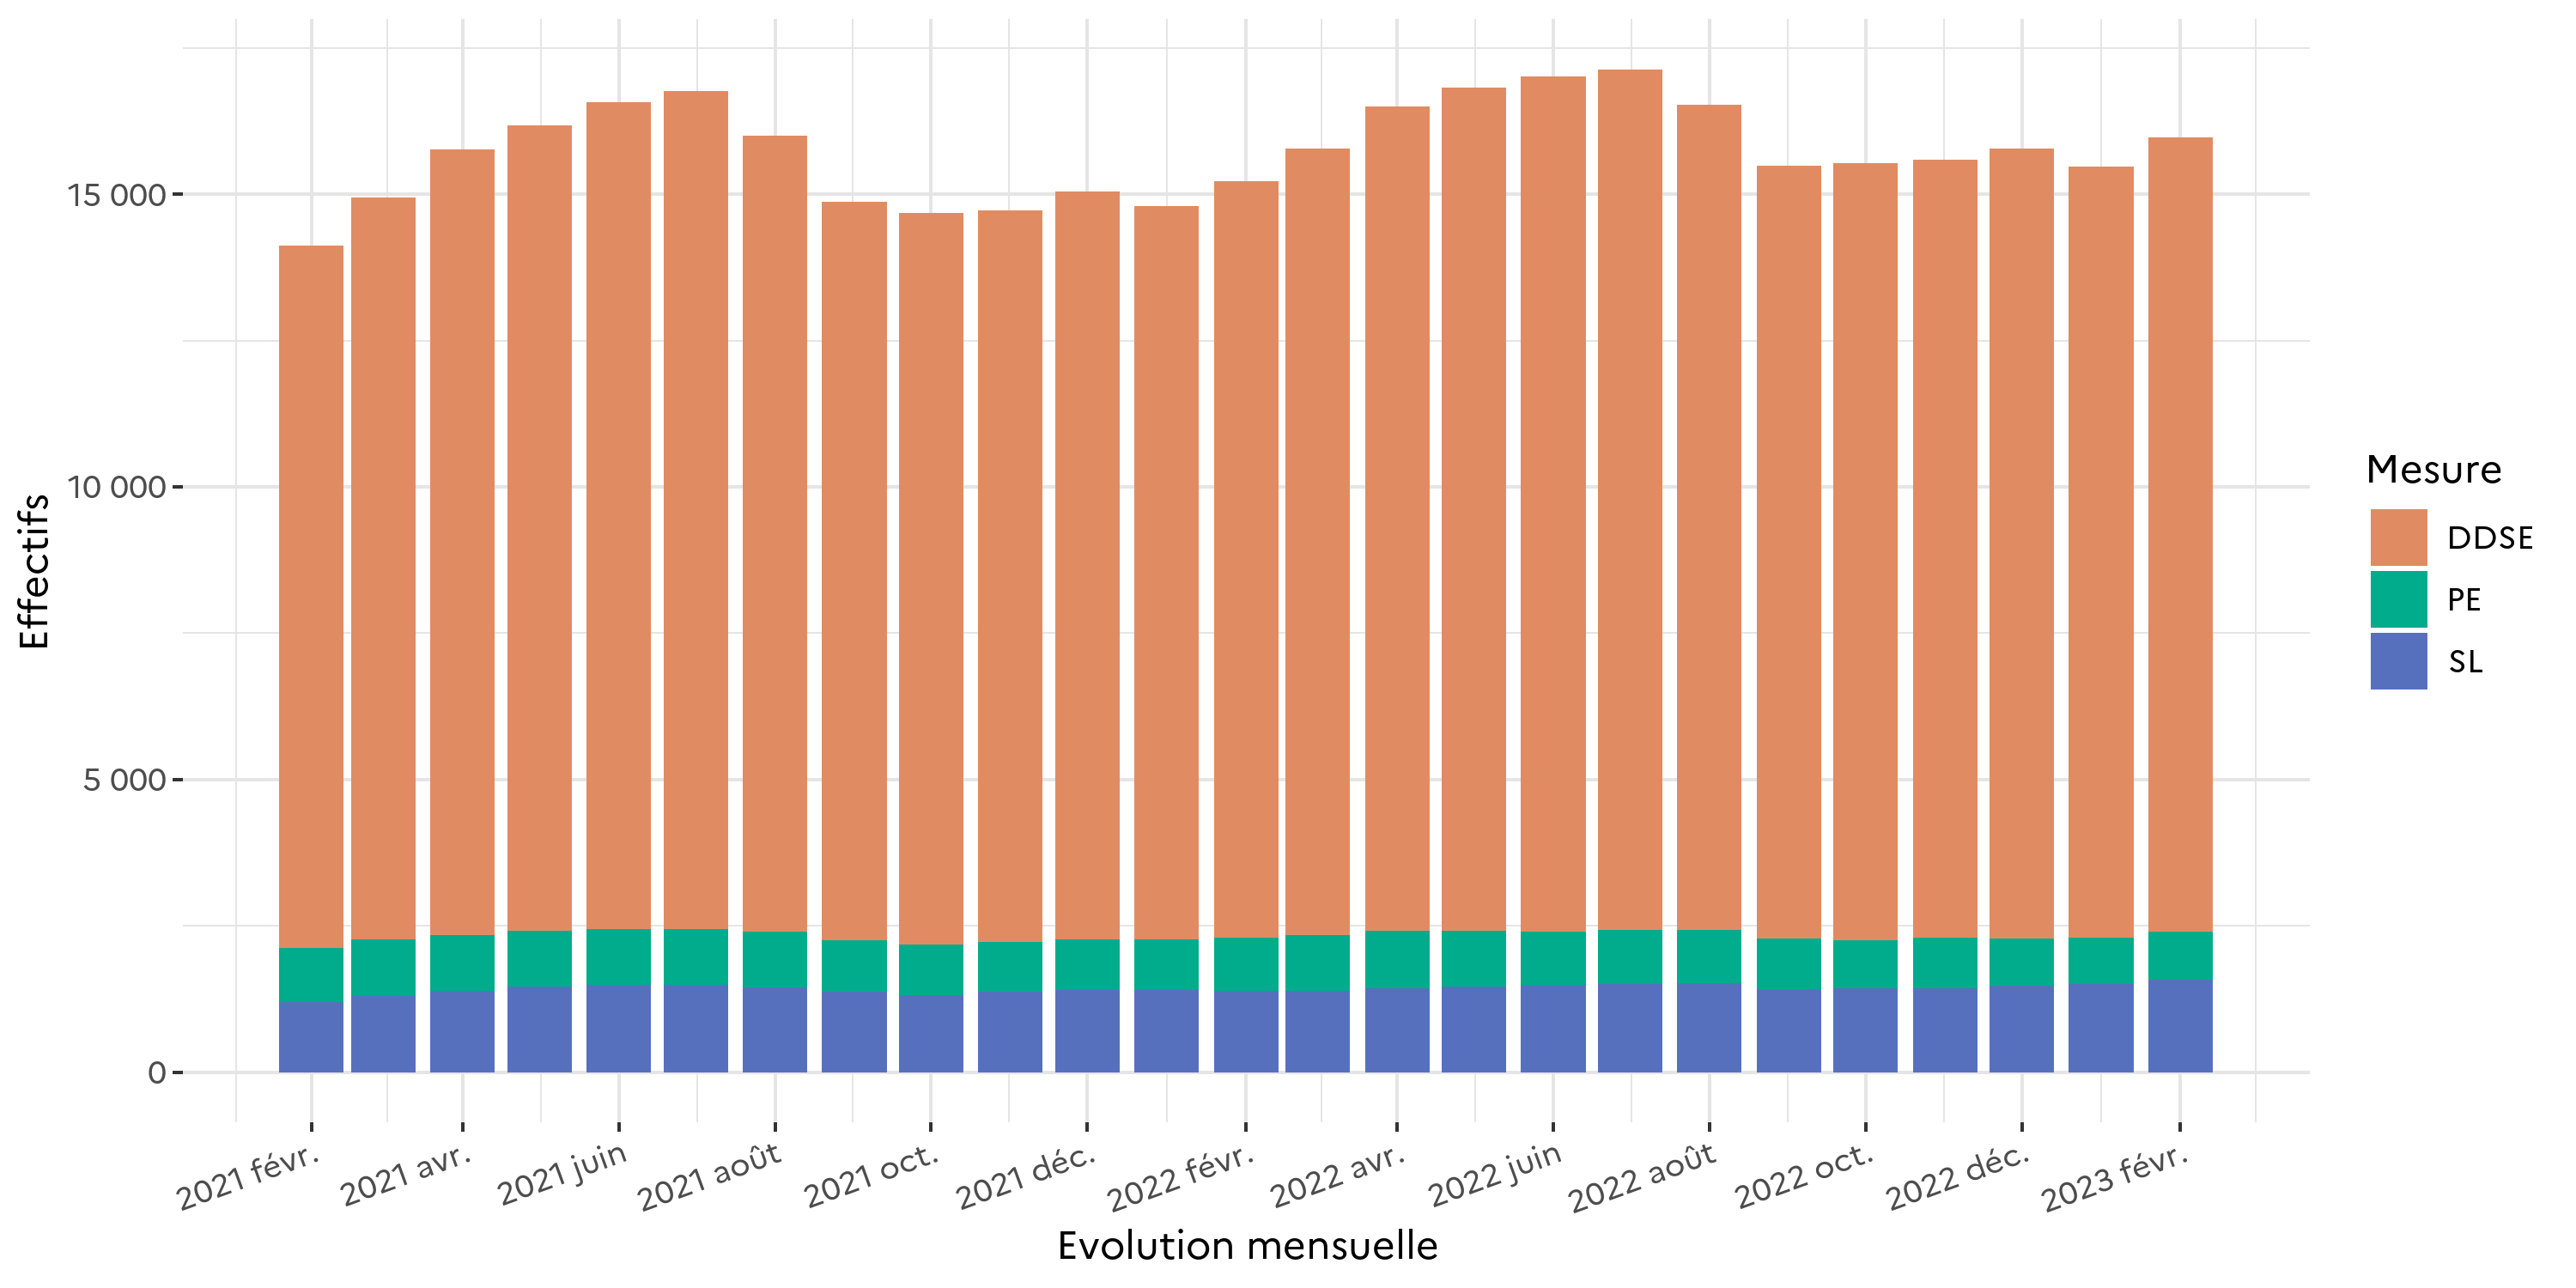 Effectifs
15 000
10 000
5 000
0
2021 févr.
2021 avr.
2021 juin
2021 août
2021 oct.
2021 déc.
2022 févr.
2022 avr.
2022 juin
2022 août
2022 oct.
2022 déc.
2023 févr.
Evolution mensuelle
Mesure
DDSE
PE
SL